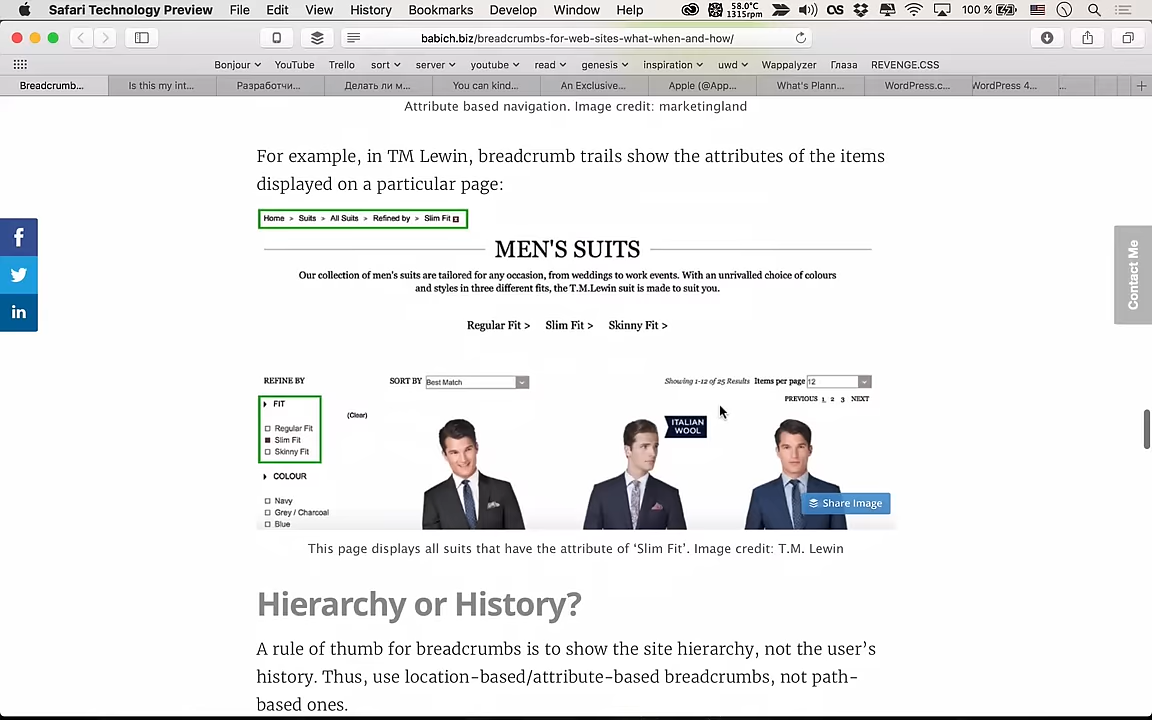 Safari Technology Preview File Edit View History Bookmarks Develop Window Help 58.0°C 1315rpm 100 %
babich.biz/breadcrumbs-for-web-sites-what-when-and-how/
Bonjour YouTube Trello sort server youtube read genesis inspiration uwd Wappalyzer Глаза REVENGE.CSS
Breadcrumb... Is this my int... Разработчи... Делать ли м... You can kind... An Exclusive... Apple (@App... What's Plann... WordPress.c... WordPress 4... ...
Attribute based navigation. Image credit: marketingland
For example, in TM Lewin, breadcrumb trails show the attributes of the items
displayed on a particular page:
Home > Suits > All Suits > Refined by > Slim Fit
MEN'S SUITS
Our collection of men's suits are tailored for any occasion, from weddings to work events. With an unrivalled choice of colours
and styles in three different fits, the T.M.Lewin suit is made to suit you.
Regular Fit > Slim Fit > Skinny Fit >
REFINE BY SORT BY Best Match Showing 1-12 of 25 Results Items per page 12
PREVIOUS 1 2 3 NEXT
FIT
(Clear)
Regular Fit
Slim Fit
Skinny Fit
ITALIAN
WOOL
COLOUR
Navy
Grey / Charcoal
Blue
Share Image
This page displays all suits that have the attribute of ‘Slim Fit’. Image credit: T.M. Lewin
Hierarchy or History?
A rule of thumb for breadcrumbs is to show the site hierarchy, not the user’s
history. Thus, use location-based/attribute-based breadcrumbs, not path-
based ones.
Contact Me